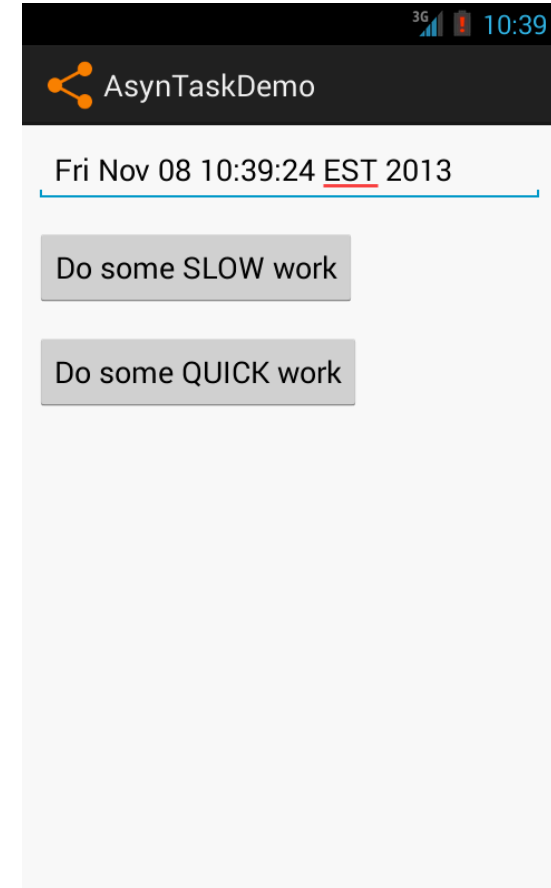 3G 10:39
AsynTaskDemo
Fri Nov 08 10:39:24 EST 2013
Do some SLOW work
Do some QUICK work